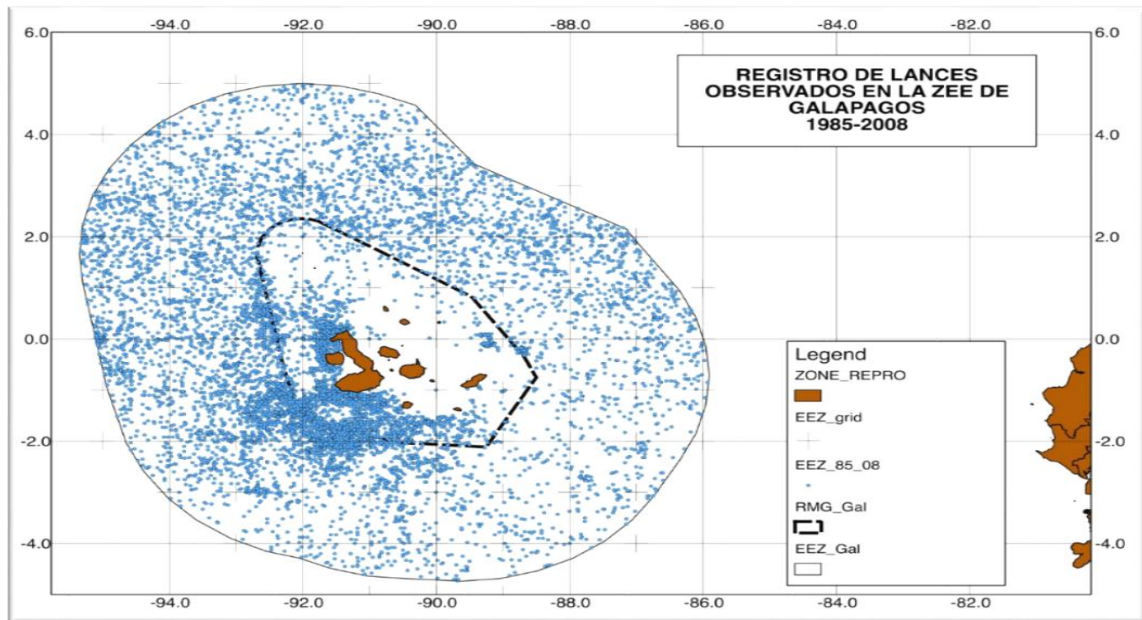 -94.0 -92.0 -90.0 -88.0 -86.0 -84.0 -82.0
6.0 6.0
REGISTRO DE LANCES
OBSERVADOS EN LA ZEE DE
GALAPAGOS
1985-2008
4.0 4.0
2.0 2.0
0.0 0.0
Legend
ZONE_REPRO
EEZ_grid
-2.0 -2.0
EEZ_85_08
RMG_Gal
-4.0 -4.0
EEZ_Gal
-94.0 -92.0 -90.0 -88.0 -86.0 -84.0 -82.0